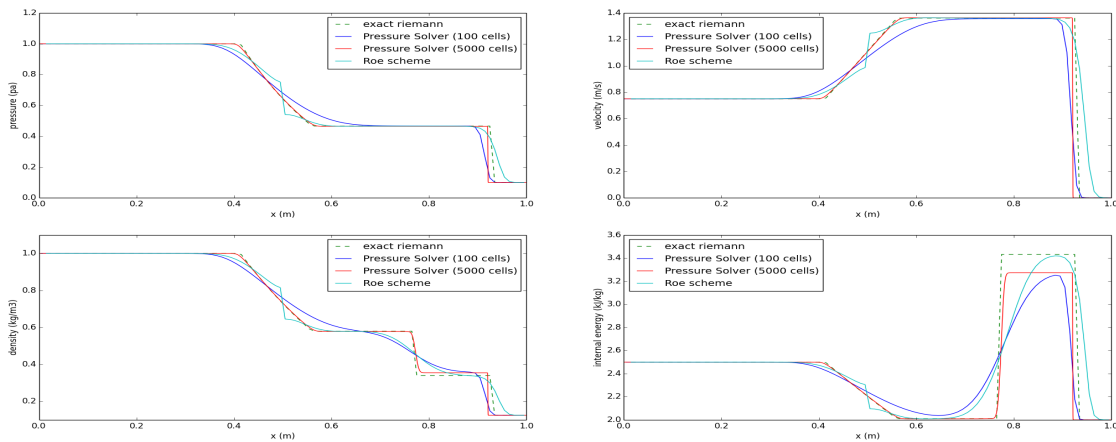 1.2
1.0
0.8
0.6
0.4
0.2
0.0
pressure (pa)
exact riemann
Pressure Solver (100 cells)
Pressure Solver (5000 cells)
Roe scheme
0.0 0.2 0.4 0.6 0.8 1.0
x (m)
1.4
1.2
1.0
0.8
0.6
0.4
0.2
0.0
velocity (m/s)
exact riemann
Pressure Solver (100 cells)
Pressure Solver (5000 cells)
Roe scheme
0.0 0.2 0.4 0.6 0.8 1.0
x (m)
1.0
0.8
0.6
0.4
0.2
density (kg/m3)
exact riemann
Pressure Solver (100 cells)
Pressure Solver (5000 cells)
Roe scheme
0.0 0.2 0.4 0.6 0.8 1.0
x (m)
3.6
3.4
3.2
3.0
2.8
2.6
2.4
2.2
2.0
internal energy (kJ/kg)
exact riemann
Pressure Solver (100 cells)
Pressure Solver (5000 cells)
Roe scheme
0.0 0.2 0.4 0.6 0.8 1.0
x (m)